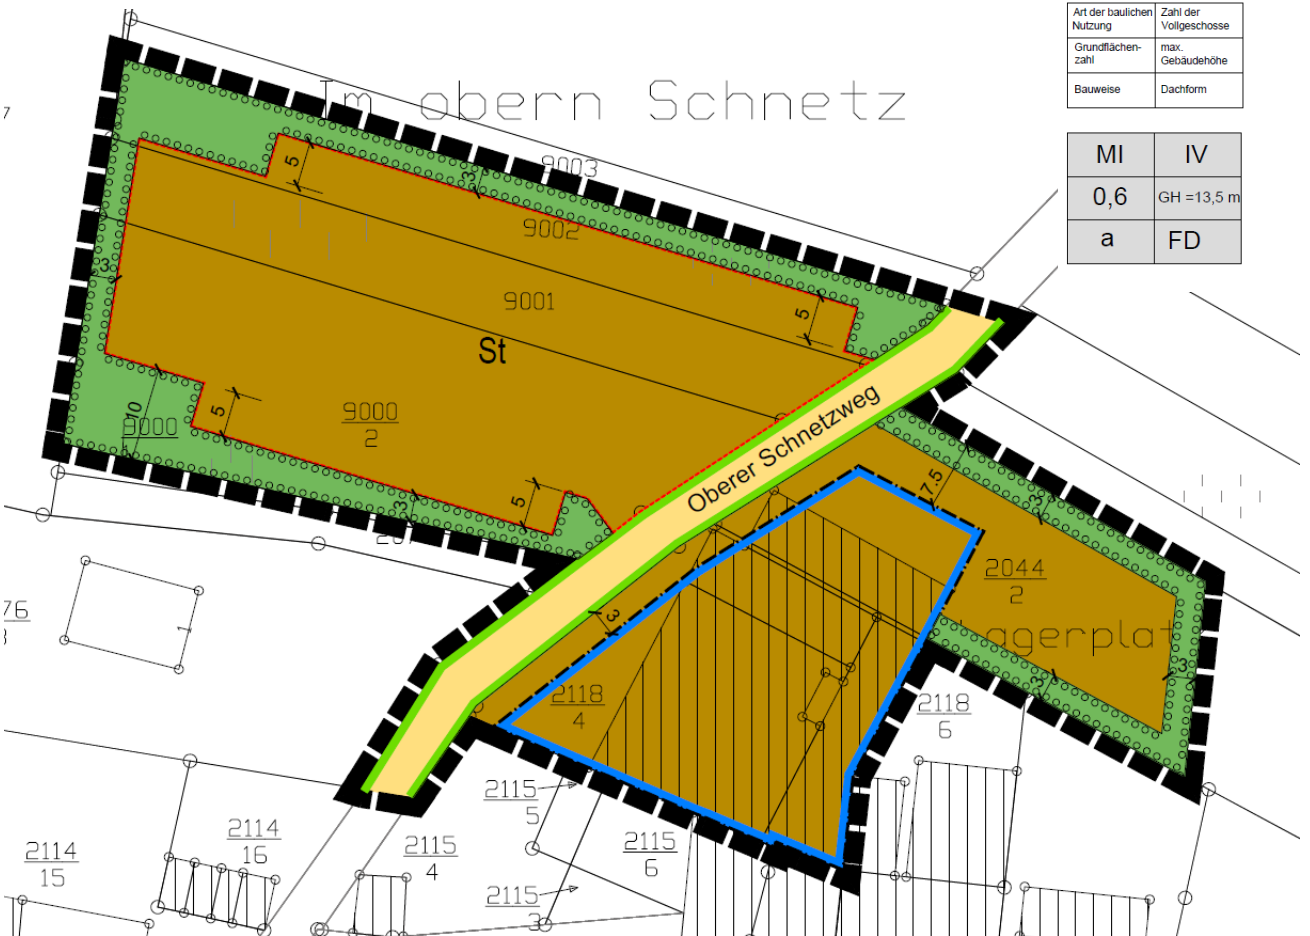 Art der baulichen Nutzung
Zahl der Vollgeschosse
Grundflächen-
zahl
max.
Gebäudehöhe
Bauweise
Dachform
MI
IV
0,6
GH =13,5 m
a
FD
Im obern Schnetz
9003
5
3
9002
9001
3
5
St
9000
2
10
5
9000
5
3
Oberer Schnetzweg
7.5
3
2044
2
Lagerplat
3
3
3
2118
4
2118
6
76
1
2115
5
2115
6
2114
16
2115
4
2114
15
2115
3